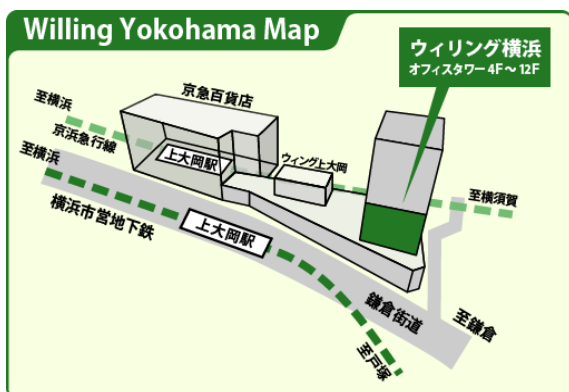 Willing Yokohama Map
ウィリング横浜
オフィスタワー4F～12F
京急百貨店
至横浜
京浜急行線
至横浜
上大岡駅
ウィング上大岡
至横須賀
横浜市営地下鉄
上大岡駅
鎌倉街道
至鎌倉
至戸塚